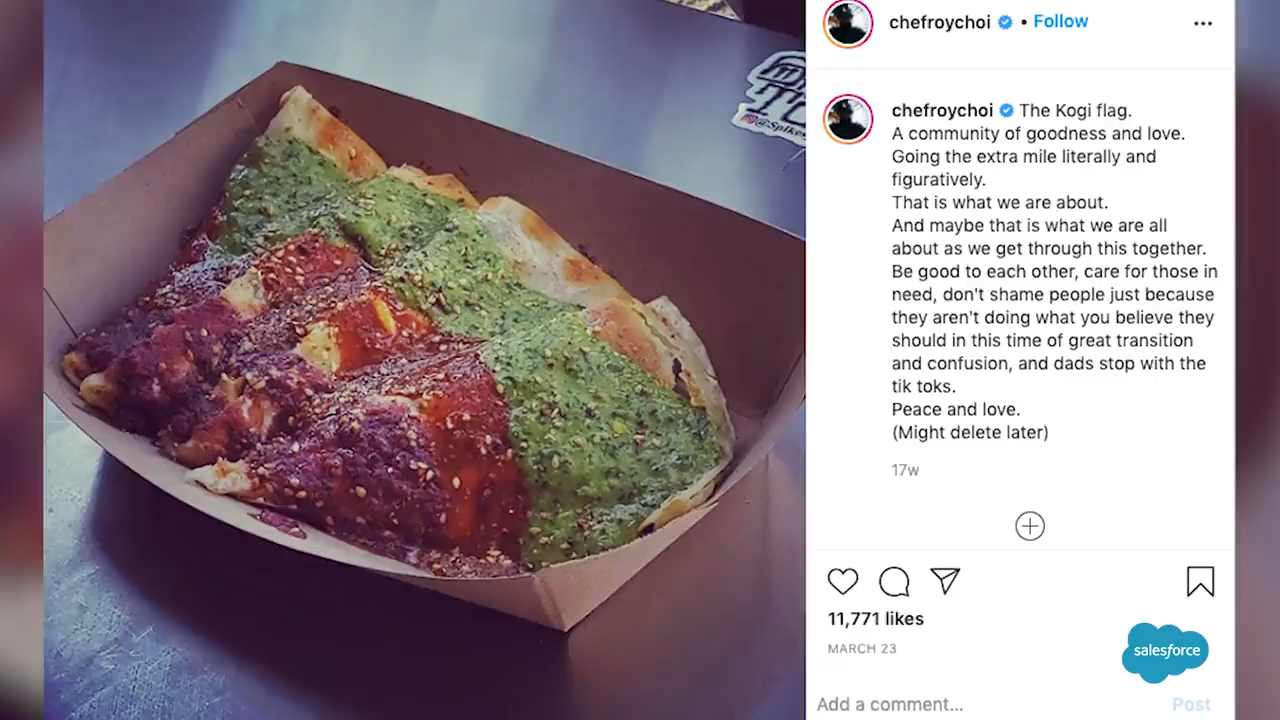 chefroychoi • Follow
chefroychoi The Kogi flag.
A community of goodness and love.
Going the extra mile literally and
figuratively.
That is what we are about.
And maybe that is what we are all
about as we get through this together.
Be good to each other, care for those in
need, don't shame people just because
they aren't doing what you believe they
should in this time of great transition
and confusion, and dads stop with the
tik toks.
Peace and love.
(Might delete later)
17w
11,771 likes
MARCH 23
salesforce
Add a comment...
Post